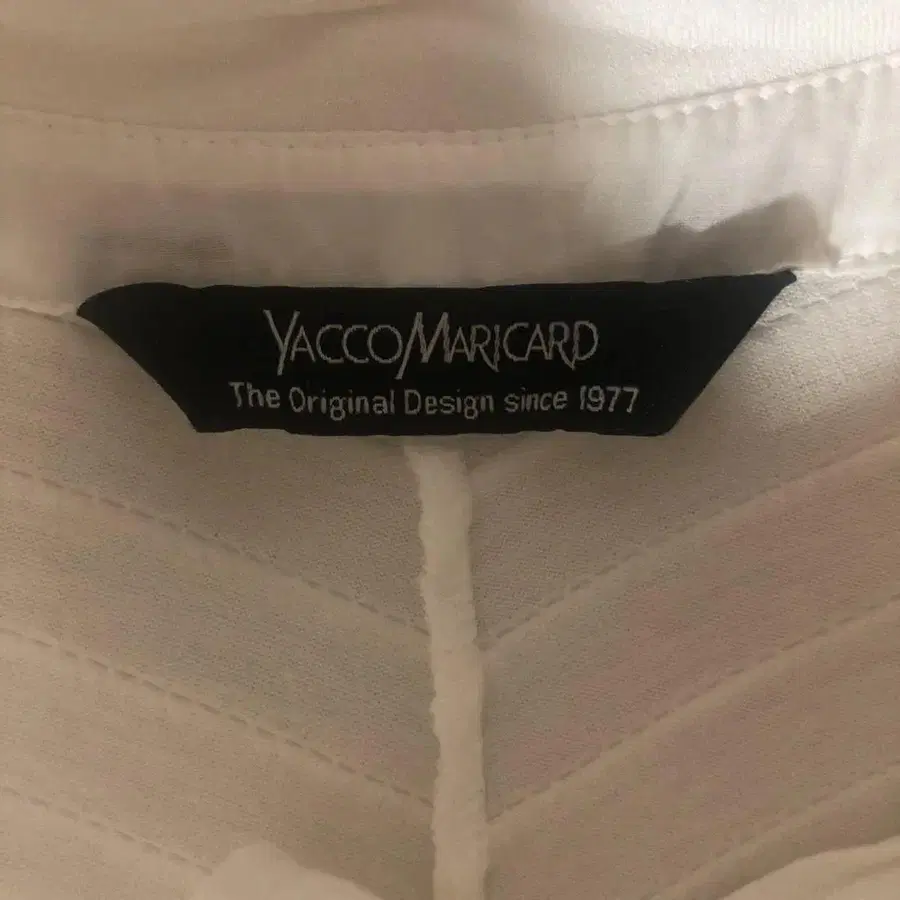 YACCOMARICARD
The Original Design since 1977